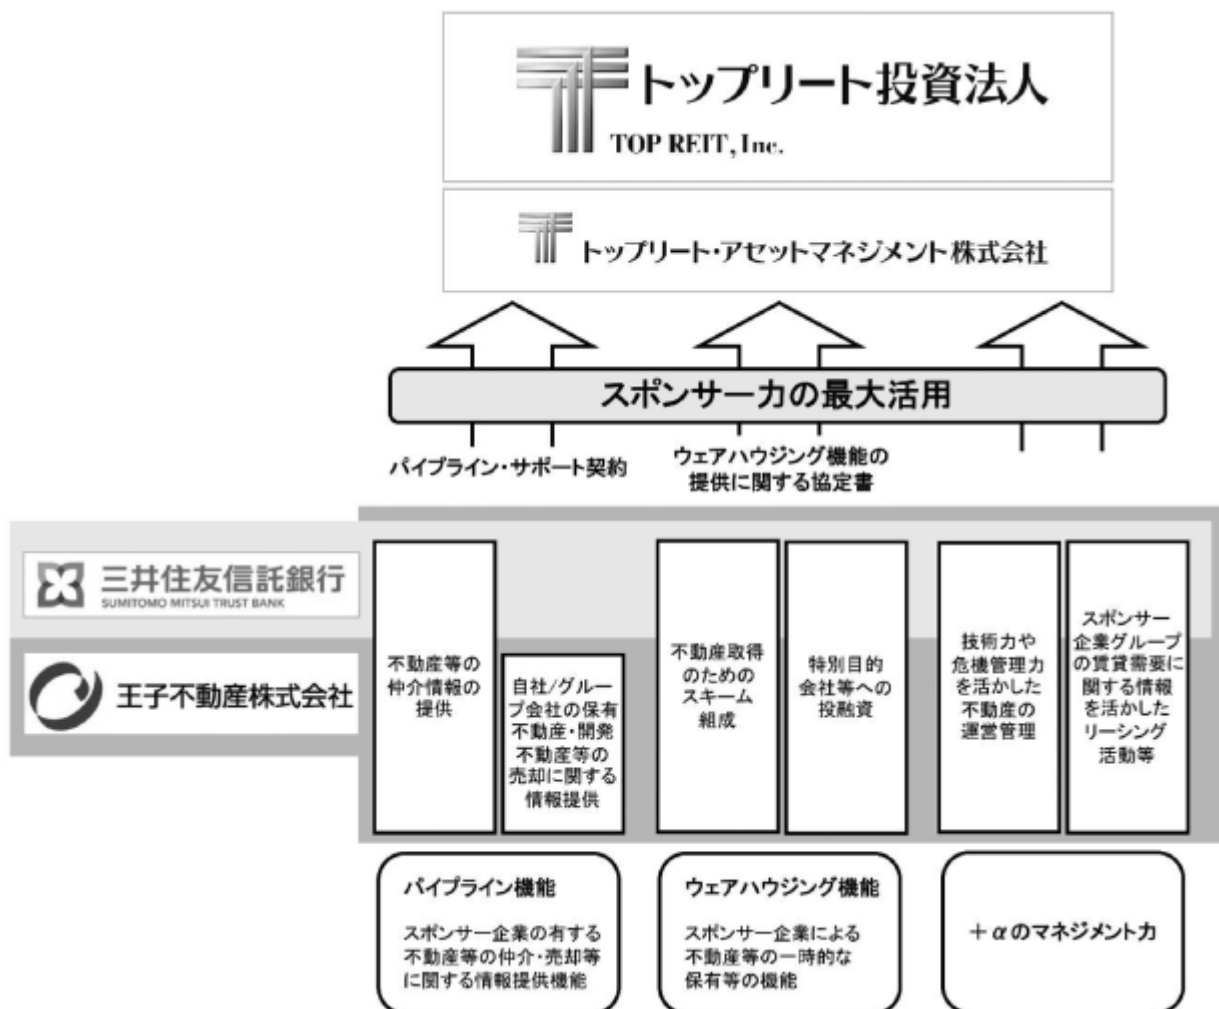 トップリート投資法人
TOP REIT, Inc.
トップリート・アセットマネジメント株式会社
スポンサー力の最大活用
パイプライン・サポート契約
ウェアハウジング機能の
提供に関する協定書
三井住友信託銀行
SUMITOMO MITSUI TRUST BANK
王子不動産株式会社
不動産等の
仲介情報の
提供
自社/グルー
プ会社の保有
不動産・開発
不動産等の
売却に関する
情報提供
不動産取得
のための
スキーム
組成
特別目的
会社等への
投融資
技術力や
危機管理力
を活かした
不動産の
運営管理
スポンサー
企業グループ
の賃貸需要に
関する情報
を活かした
リーシング
活動等
パイプライン機能
スポンサー企業の有する
不動産等の仲介・売却等
に関する情報提供機能
ウェアハウジング機能
スポンサー企業による
不動産等の一時的な
保有等の機能
+αのマネジメント力